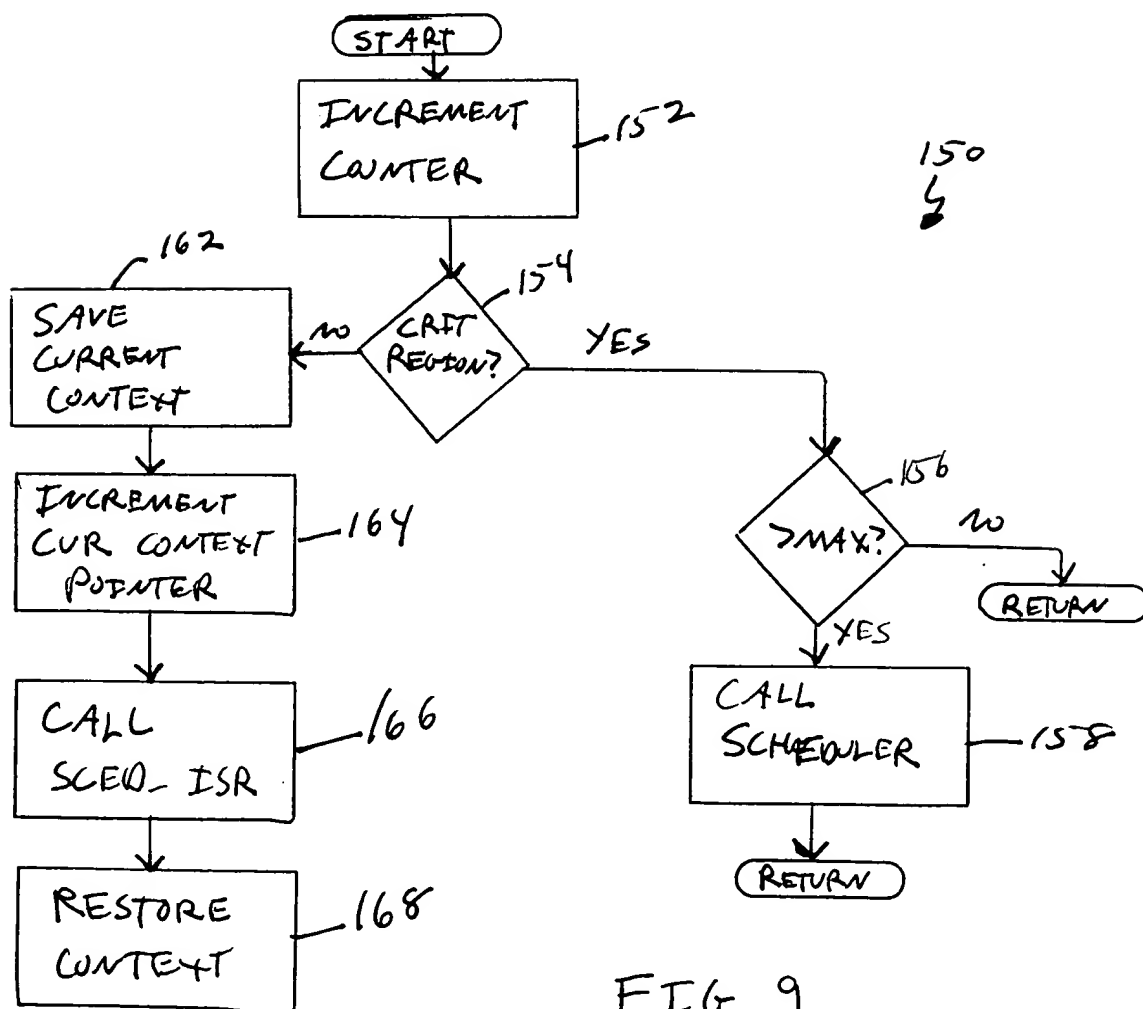 START
INCREMENT
COUNTER
152
150
162
154
SAVE
CURRENT
CONTEXT
NO
CRIT
REGION?
YES
156
INCREMENT
CUR CONTEXT
POINTER
164
>MAX?
NO
RETURN
YES
CALL
SCED_ISR
166
CALL
SCHEDULER
158
RETURN
RESTORE
CONTEXT
168
FIG 9